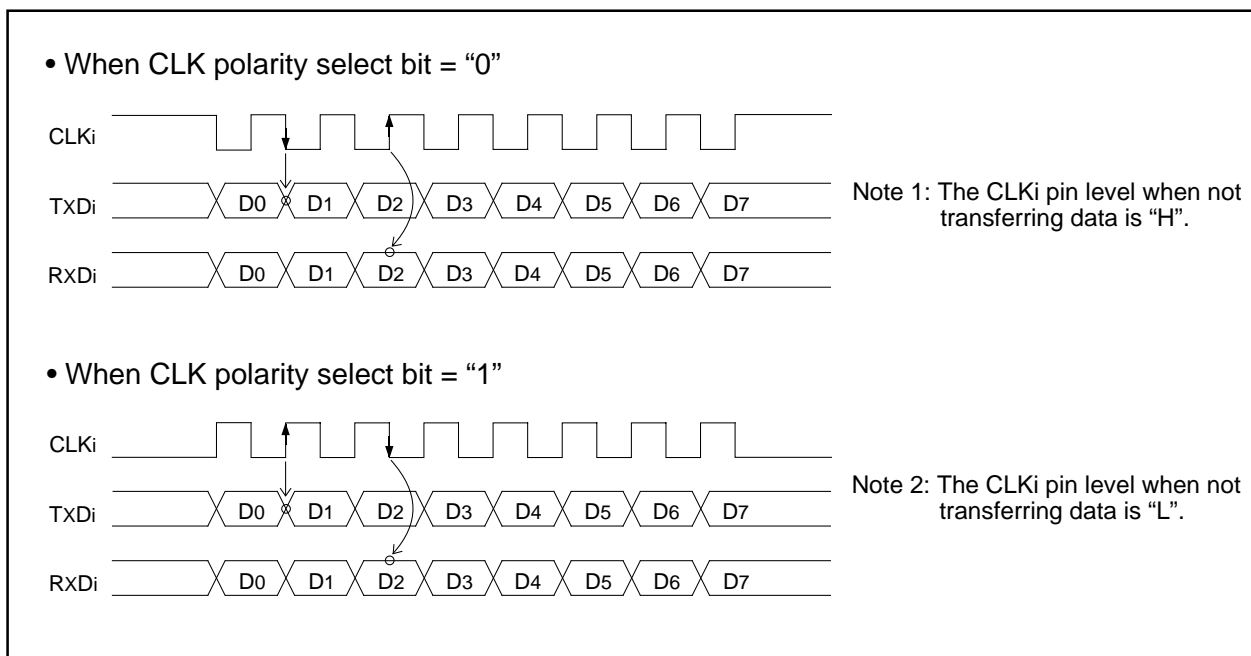 • When CLK polarity select bit = “0”
CLKi
TXDi D0 D1 D2 D3 D4 D5 D6 D7
RXDi D0 D1 D2 D3 D4 D5 D6 D7
Note 1: The CLKi pin level when not
transferring data is “H”.
• When CLK polarity select bit = “1”
CLKi
TXDi D0 D1 D2 D3 D4 D5 D6 D7
RXDi D0 D1 D2 D3 D4 D5 D6 D7
Note 2: The CLKi pin level when not
transferring data is “L”.